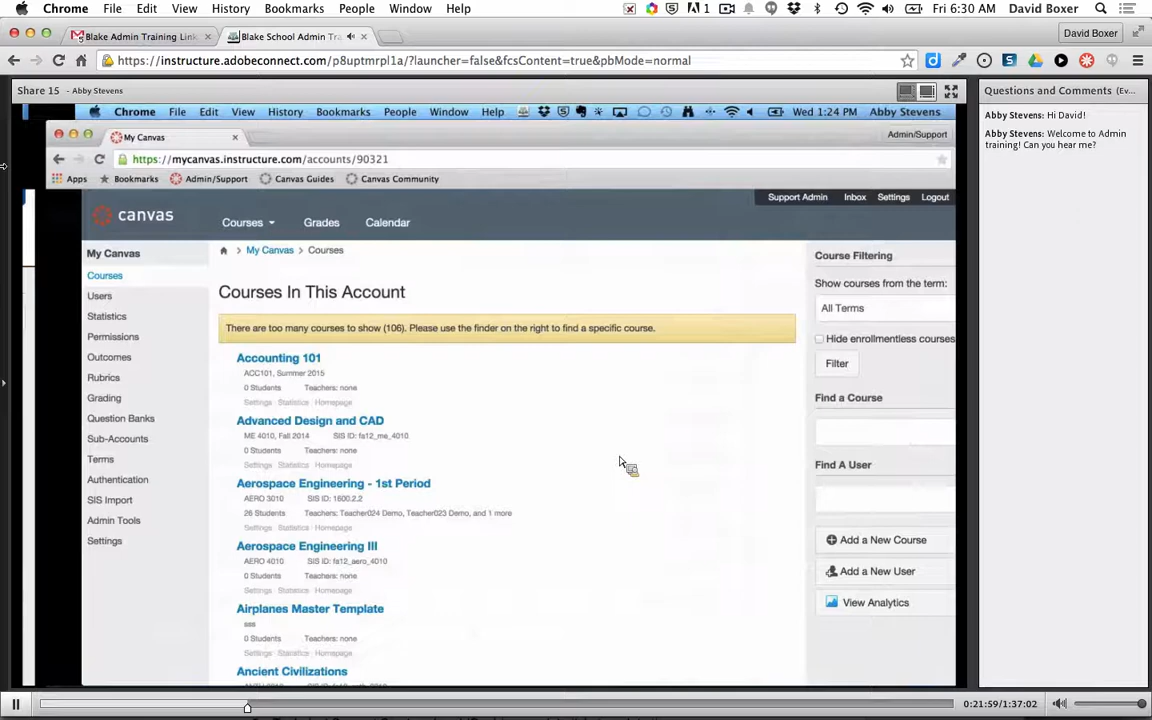 Chrome File Edit View History Bookmarks People Window Help
1 Fri 6:30 AM David Boxer
Blake Admin Training Link
Blake School Admin Tra
David Boxer
https://instructure.adobeconnect.com/p8uptmrpl1a/?launcher=false&fcsContent=true&pbMode=normal
Share 15 - Abby Stevens
Questions and Comments (Ev...
Abby Stevens: Hi David!
Abby Stevens: Welcome to Admin
training! Can you hear me?
Chrome File Edit View History Bookmarks People Window Help
Wed 1:24 PM Abby Stevens
My Canvas
Admin/Support
https://mycanvas.instructure.com/accounts/90321
Apps Bookmarks Admin/Support Canvas Guides Canvas Community
Support Admin Inbox Settings Logout
canvas
Courses Grades Calendar
My Canvas
Courses
Users
Statistics
Permissions
Outcomes
Rubrics
Grading
Question Banks
Sub-Accounts
Terms
Authentication
SIS Import
Admin Tools
Settings
My Canvas > Courses
Courses In This Account
There are too many courses to show (106). Please use the finder on the right to find a specific course.
Accounting 101
ACC101, Summer 2015
0 Students Teachers: none
Settings Statistics Homepage
Advanced Design and CAD
ME 4010, Fall 2014 SIS ID: fs12_me_4010
0 Students Teachers: none
Settings Statistics Homepage
Aerospace Engineering - 1st Period
AERO 3010 SIS ID: 1600.2.2
26 Students Teachers: Teacher024 Demo, Teacher023 Demo, and 1 more
Settings Statistics Homepage
Aerospace Engineering III
AERO 4010 SIS ID: fs12_aero_4010
0 Students Teachers: none
Settings Statistics Homepage
Airplanes Master Template
sss
0 Students Teachers: none
Settings Statistics Homepage
Ancient Civilizations
Course Filtering
Show courses from the term:
All Terms
Hide enrollmentless courses
Filter
Find a Course
Find A User
Add a New Course
Add a New User
View Analytics
0:21:59/1:37:02